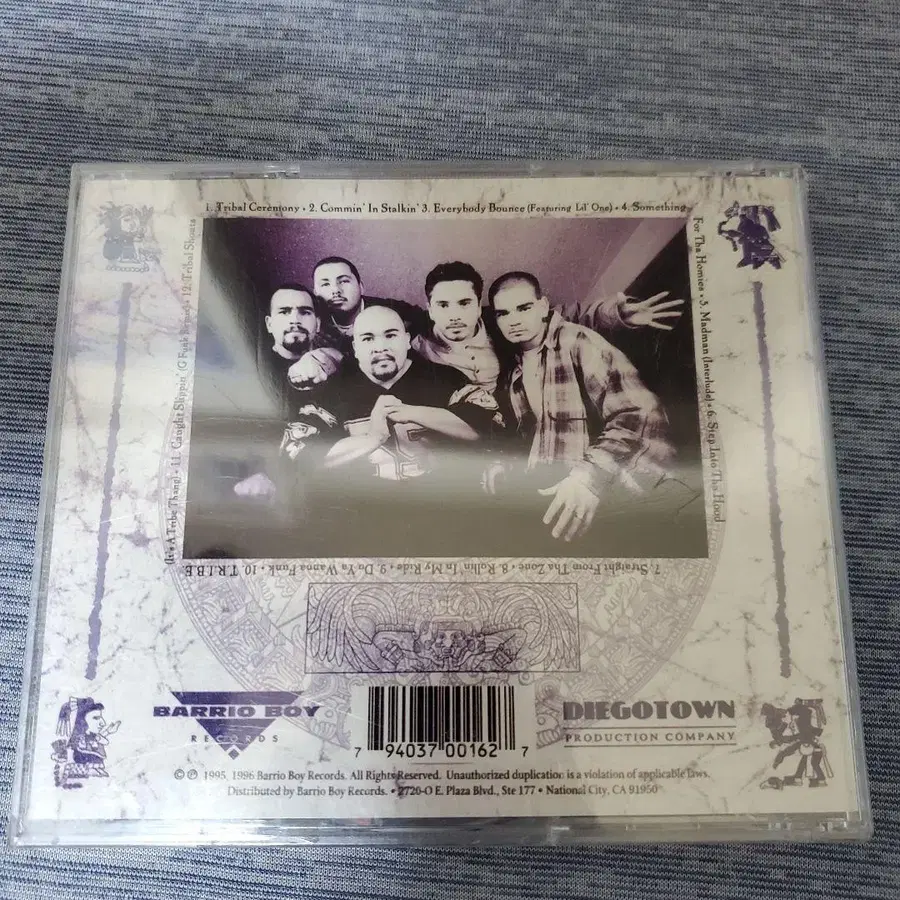 1. Tribal Ceremony • 2. Commin' In Stalkin' 3. Everybody Bounce (Featuring Lil' One) • 4. Something
For Tha Homies • 5. Madman (Interlude) • 6. Step Into Tha Hood
7. Straight From Tha Zone • 8. Rollin' In My Ride • 9. Do Ya Wanna Funk • 10. T.R.I.B.E.
(It's A Tribe Thang) • 11. Caught Slippin' (G Funk Remix) • 12. Tribal Shouts
BARRIO BOY
RECORDS
DIEGOTOWN
PRODUCTION COMPANY
7 94037 00162 7
© ℗ 1995, 1996 Barrio Boy Records. All Rights Reserved. Unauthorized duplication is a violation of applicable laws.
Distributed by Barrio Boy Records. • 2720-O E. Plaza Blvd., Ste 177 • National City, CA 91950